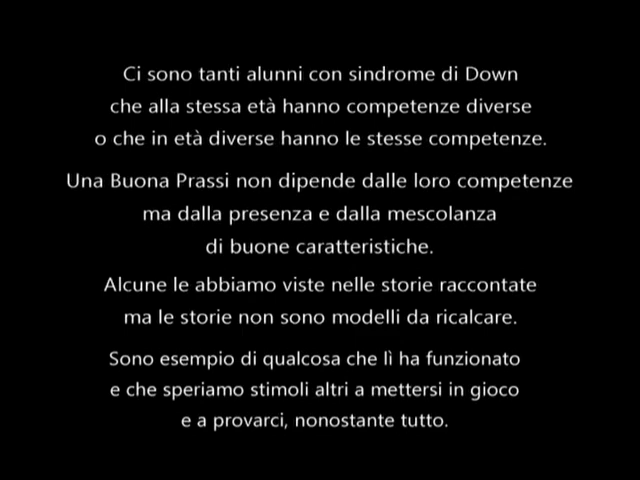 Ci sono tanti alunni con sindrome di Down
che alla stessa età hanno competenze diverse
o che in età diverse hanno le stesse competenze.
Una Buona Prassi non dipende dalle loro competenze
ma dalla presenza e dalla mescolanza
di buone caratteristiche.
Alcune le abbiamo viste nelle storie raccontate
ma le storie non sono modelli da ricalcare.
Sono esempio di qualcosa che lì ha funzionato
e che speriamo stimoli altri a mettersi in gioco
e a provarci, nonostante tutto.